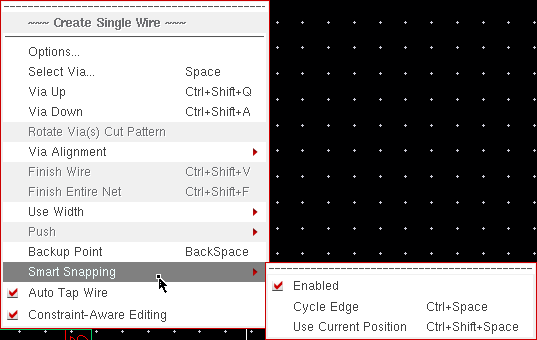 ~~~ Create Single Wire ~~~
Options...
Select Via... Space
Via Up Ctrl+Shift+Q
Via Down Ctrl+Shift+A
Rotate Via(s) Cut Pattern
Via Alignment
Finish Wire Ctrl+Shift+V
Finish Entire Net Ctrl+Shift+F
Use Width
Push
Backup Point BackSpace
Smart Snapping
Auto Tap Wire
Constraint-Aware Editing
Enabled
Cycle Edge Ctrl+Space
Use Current Position Ctrl+Shift+Space